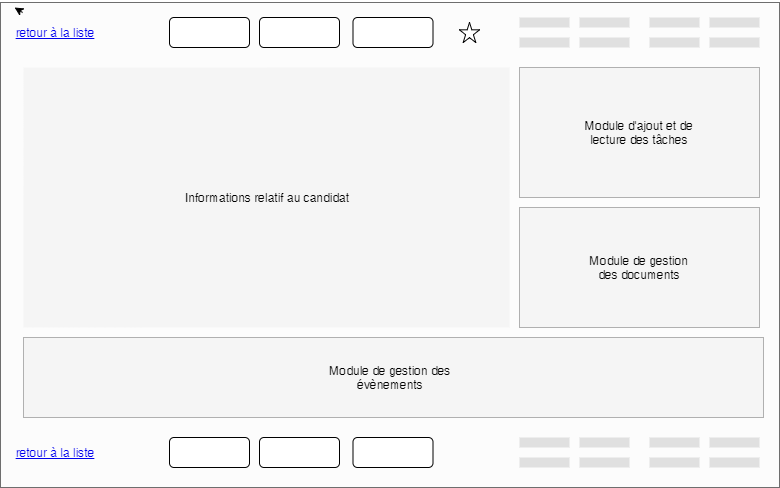 retour à la liste
Module d'ajout et de
lecture des tâches
Informations relatif au candidat
Module de gestion
des documents
Module de gestion des
évènements
retour à la liste